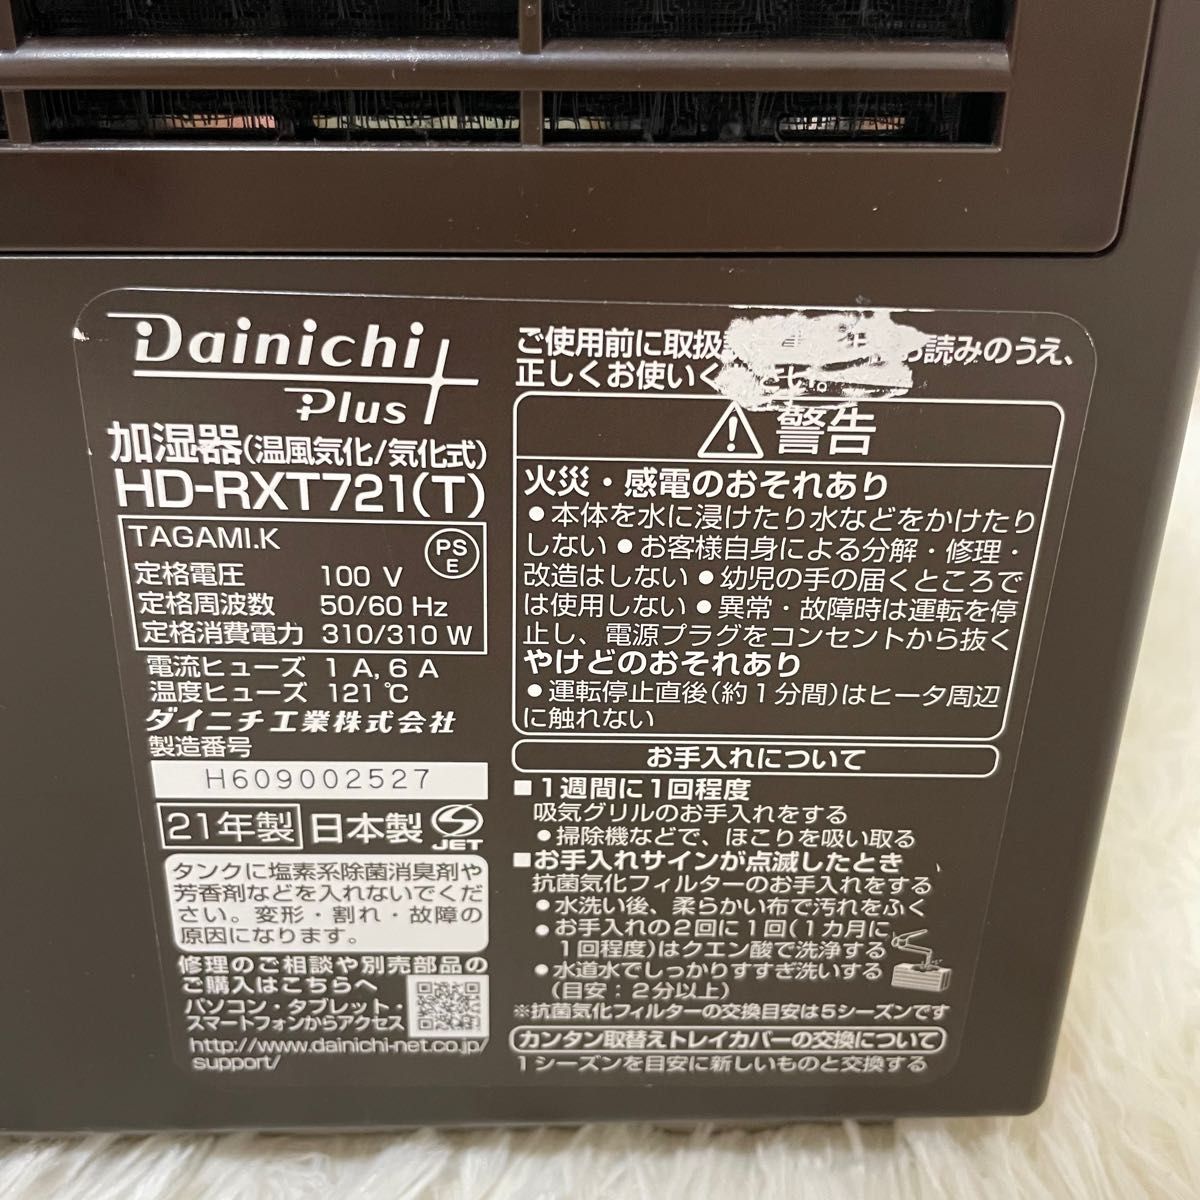 Dainichi
Plus
加湿器(温風気化/気化式)
HD-RXT721(T)
TAGAMI.K
PS
E
定格電圧 100 V
定格周波数 50/60 Hz
定格消費電力 310/310 W
電流ヒューズ 1 A, 6 A
温度ヒューズ 121 ℃
ダイニチ工業株式会社
製造番号
H609002527
21年製 日本製
JET
タンクに塩素系除菌消臭剤や
芳香剤などを入れないでくだ
さい。変形・割れ・故障の
原因になります。
修理のご相談や別売部品の
ご購入はこちらへ
パソコン・タブレット・
スマートフォンからアクセス
http://www.dainichi-net.co.jp/
support/
ご使用前に取扱 お読みのうえ、
正しくお使いください。
警告
火災・感電のおそれあり
●本体を水に浸けたり水などをかけたり
しない ●お客様自身による分解・修理・
改造はしない ●幼児の手の届くところで
は使用しない ●異常・故障時は運転を停
止し、電源プラグをコンセントから抜く
やけどのおそれあり
●運転停止直後(約1分間)はヒータ周辺
に触れない
お手入れについて
■1週間に1回程度
吸気グリルのお手入れをする
●掃除機などで、ほこりを吸い取る
■お手入れサインが点滅したとき
抗菌気化フィルターのお手入れをする
●水洗い後、柔らかい布で汚れをふく
●お手入れの2回に1回(1カ月に
1回程度)はクエン酸で洗浄する
●水道水でしっかりすすぎ洗いする
(目安:2分以上)
※抗菌気化フィルターの交換目安は5シーズンです
カンタン取替えトレイカバーの交換について
1シーズンを目安に新しいものと交換する